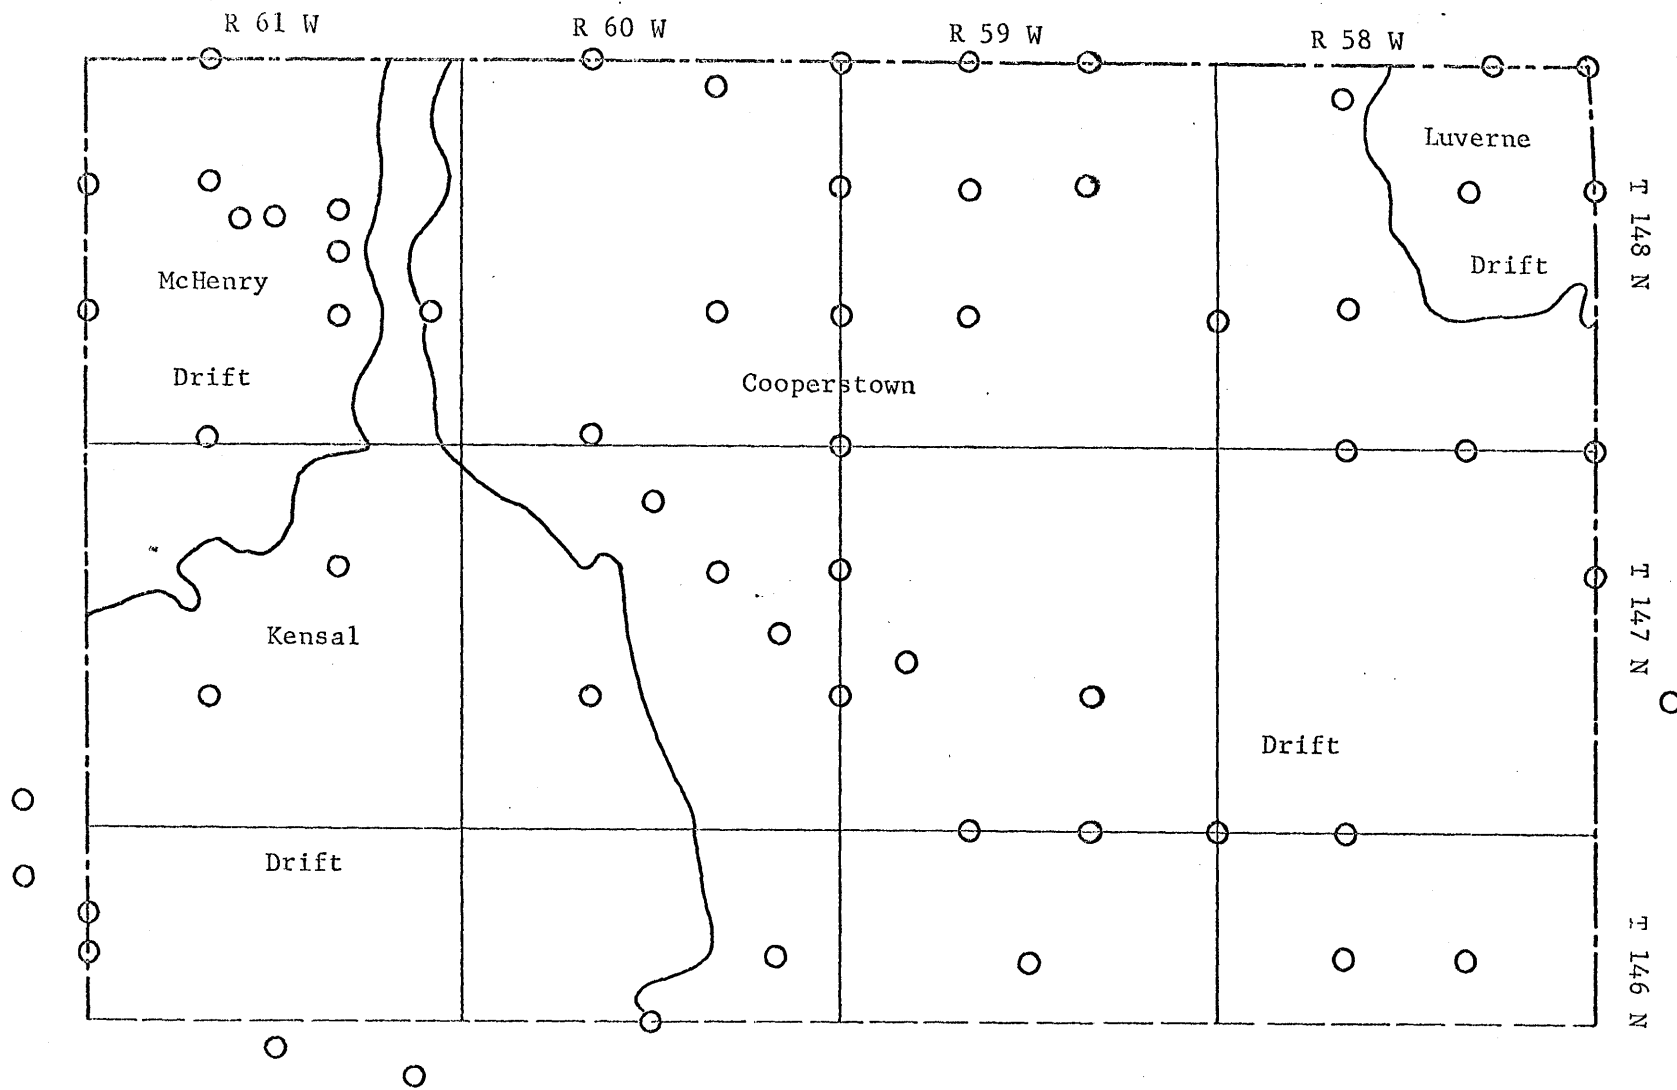 R 61 W
R 60 W
R 59 W
R 58 W
Luverne
Drift
T 148 N
McHenry
Drift
Cooperstown
Drift
T 147 N
Kensal
Drift
T 146 N